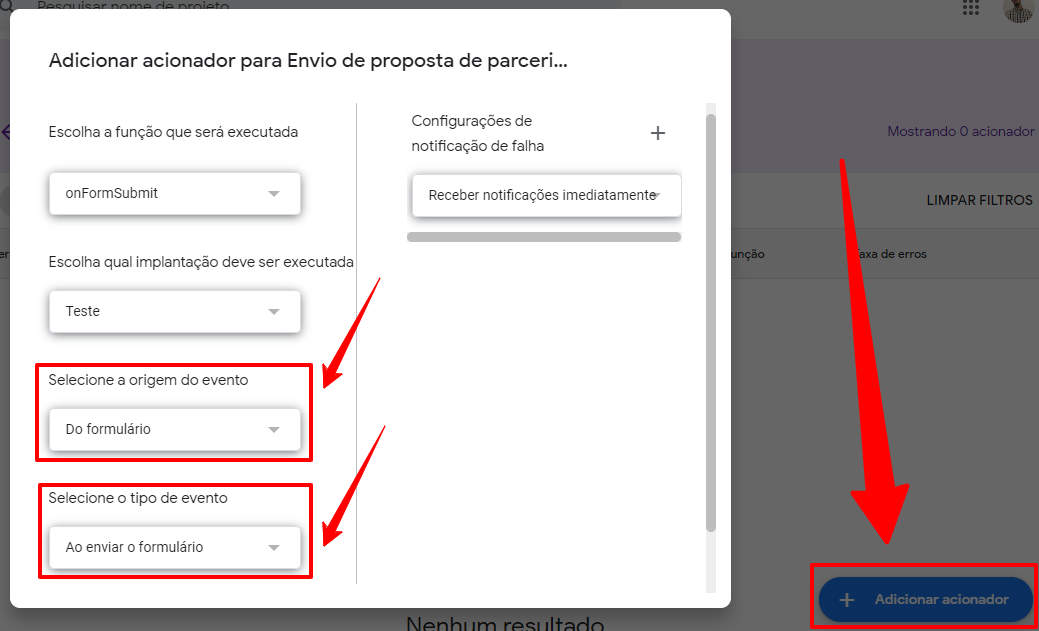 Pesquisar nome de projeto
Adicionar acionador para Envio de proposta de parceri...
Escolha a função que será executada
onFormSubmit
Escolha qual implantação deve ser executada
Teste
Selecione a origem do evento
Do formulário
Selecione o tipo de evento
Ao enviar o formulário
Configurações de
notificação de falha
Receber notificações imediatamente
Mostrando 0 acionador
LIMPAR FILTROS
unção
Taxa de erros
Adicionar acionador
Nenhum resultado